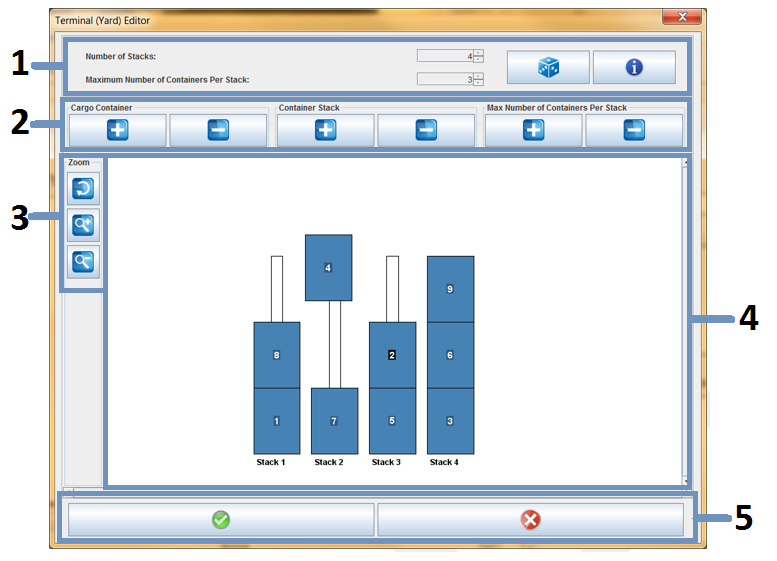 Terminal (Yard) Editor
1
Number of Stacks: 4
Maximum Number of Containers Per Stack: 3
2
Cargo Container Container Stack Max Number of Containers Per Stack
3
Zoom
4
4
9
8 2 6
1 7 5 3
Stack 1 Stack 2 Stack 3 Stack 4
5